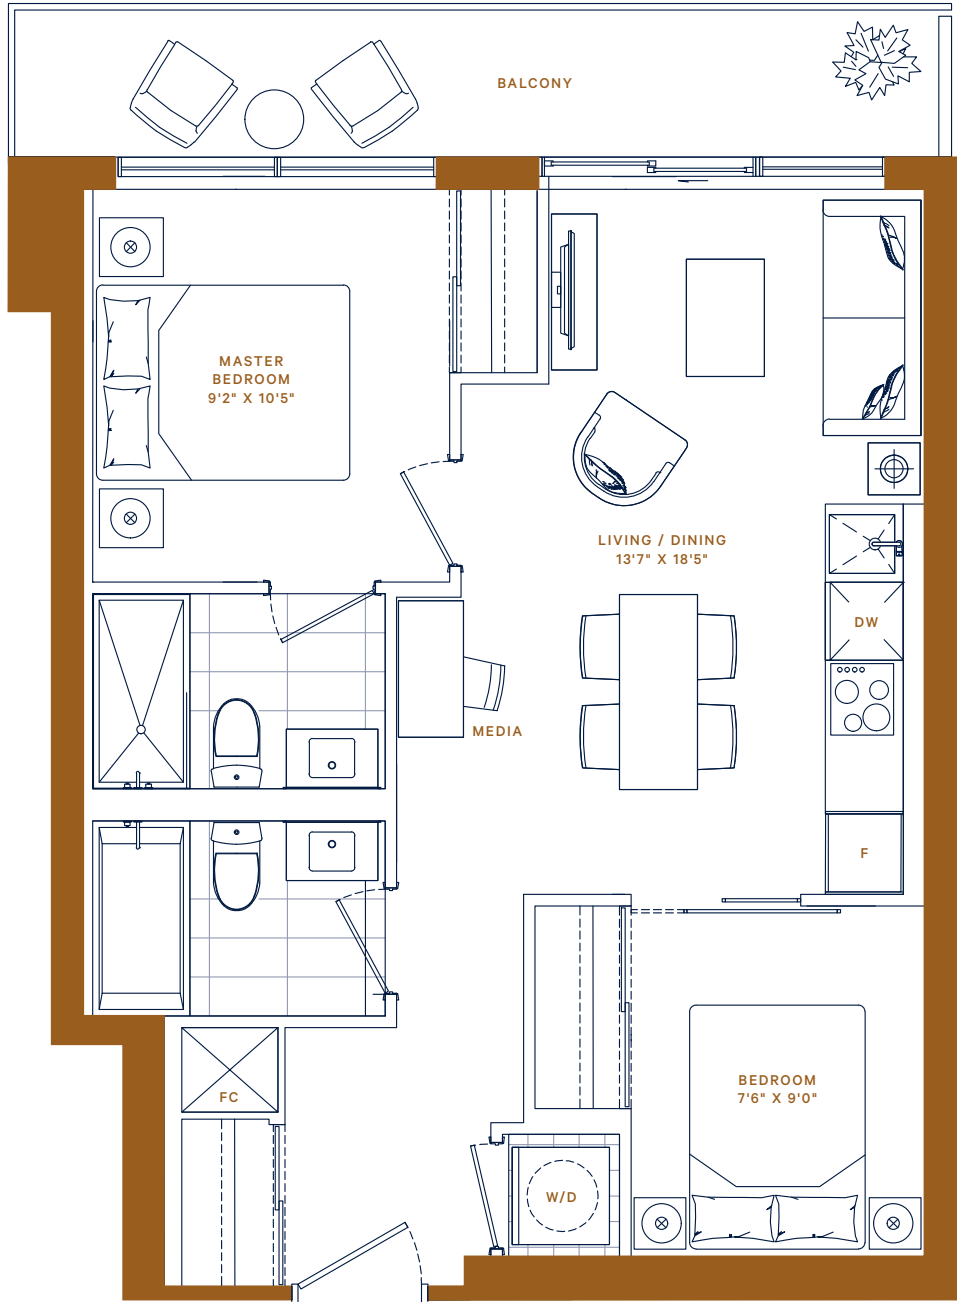 BALCONY
MASTER
BEDROOM
9'2" X 10'5"
LIVING / DINING
13'7" X 18'5"
DW
MEDIA
F
BEDROOM
7'6" X 9'0"
FC
W/D